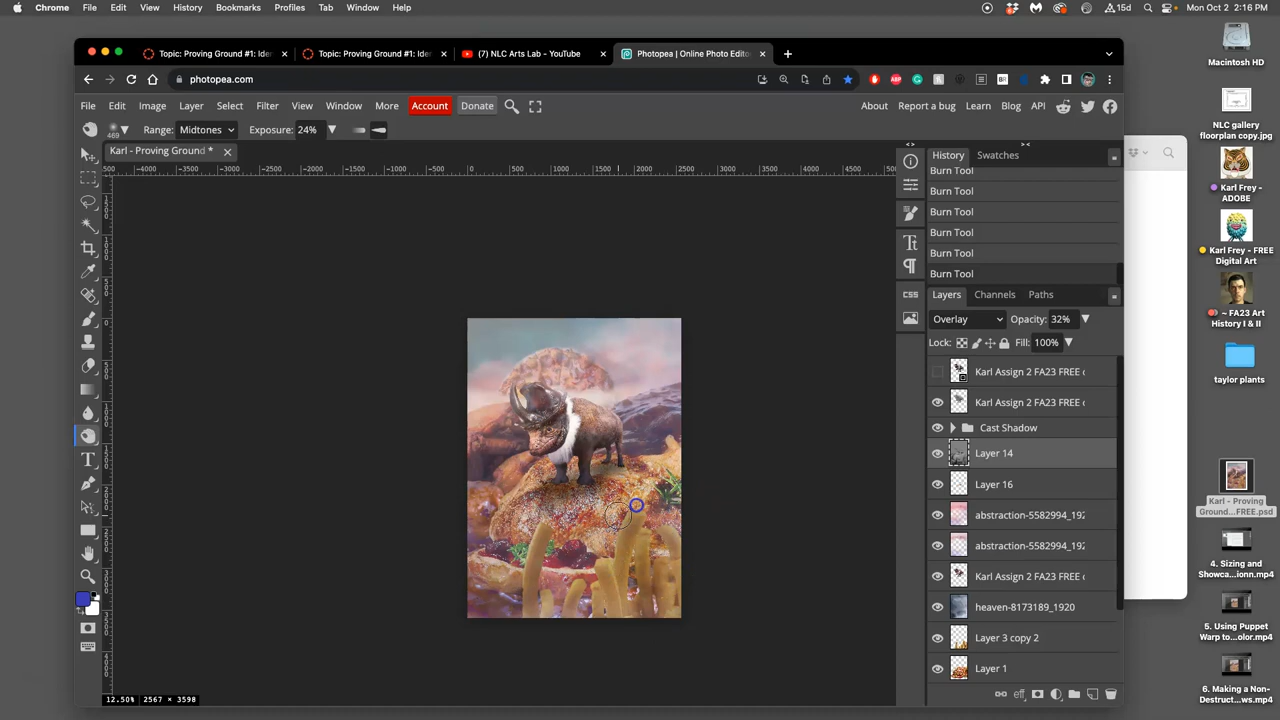 Chrome File Edit View History Bookmarks Profiles Tab Window Help 15d Mon Oct 2 2:16 PM
Topic: Proving Ground #1: Ide Topic: Proving Ground #1: Ide (7) NLC Arts Lab - YouTube Photopea | Online Photo Edito
photopea.com
File Edit Image Layer Select Filter View Window More Account Donate About Report a bug Learn Blog API
469 Range: Midtones Exposure: 24%
Karl - Proving Ground *
History Swatches
Burn Tool
Burn Tool
Burn Tool
Burn Tool
Burn Tool
Burn Tool
CSS
Layers Channels Paths
Overlay Opacity: 32%
Lock: Fill: 100%
Karl Assign 2 FA23 FREE
Karl Assign 2 FA23 FREE
Cast Shadow
Layer 14
Layer 16
abstraction-5582994_192
abstraction-5582994_192
Karl Assign 2 FA23 FREE
heaven-8173189_1920
Layer 3 copy 2
Layer 1
eff
12.50% 2567 × 3598
Macintosh HD
NLC gallery
floorplan copy.jpg
Karl Frey -
ADOBE
Karl Frey - FREE
Digital Art
~ FA23 Art
History I & II
taylor plants
Karl - Proving
Ground...FREE.psd
4. Sizing and
Showca...ionn.mp4
5. Using Puppet
Warp to...olor.mp4
6. Making a Non-
Destruct...ws.mp4